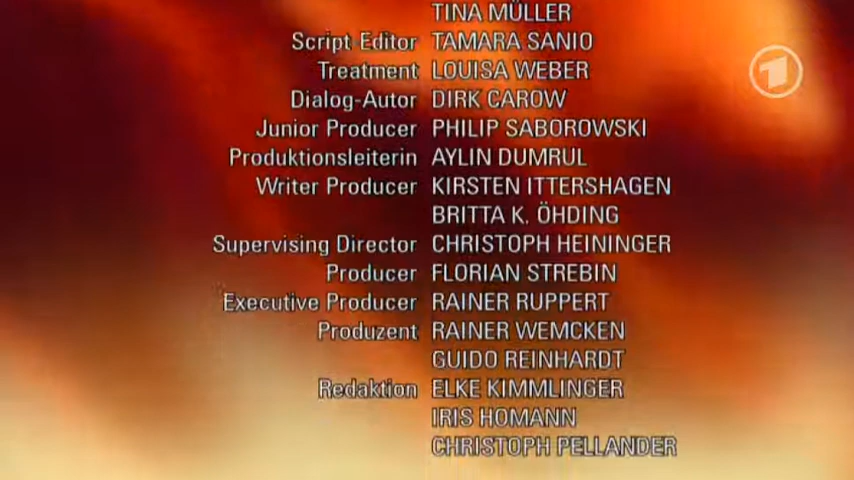 TINA MÜLLER
Script Editor TAMARA SANIO
Treatment LOUISA WEBER
Dialog-Autor DIRK CAROW
Junior Producer PHILIP SABOROWSKI
Produktionsleiterin AYLIN DUMRUL
Writer Producer KIRSTEN ITTERSHAGEN
BRITTA K. ÖHDING
Supervising Director CHRISTOPH HEININGER
Producer FLORIAN STREBIN
Executive Producer RAINER RUPPERT
Produzent RAINER WEMCKEN
GUIDO REINHARDT
Redaktion ELKE KIMMLINGER
IRIS HOMANN
CHRISTOPH PELLANDER
1